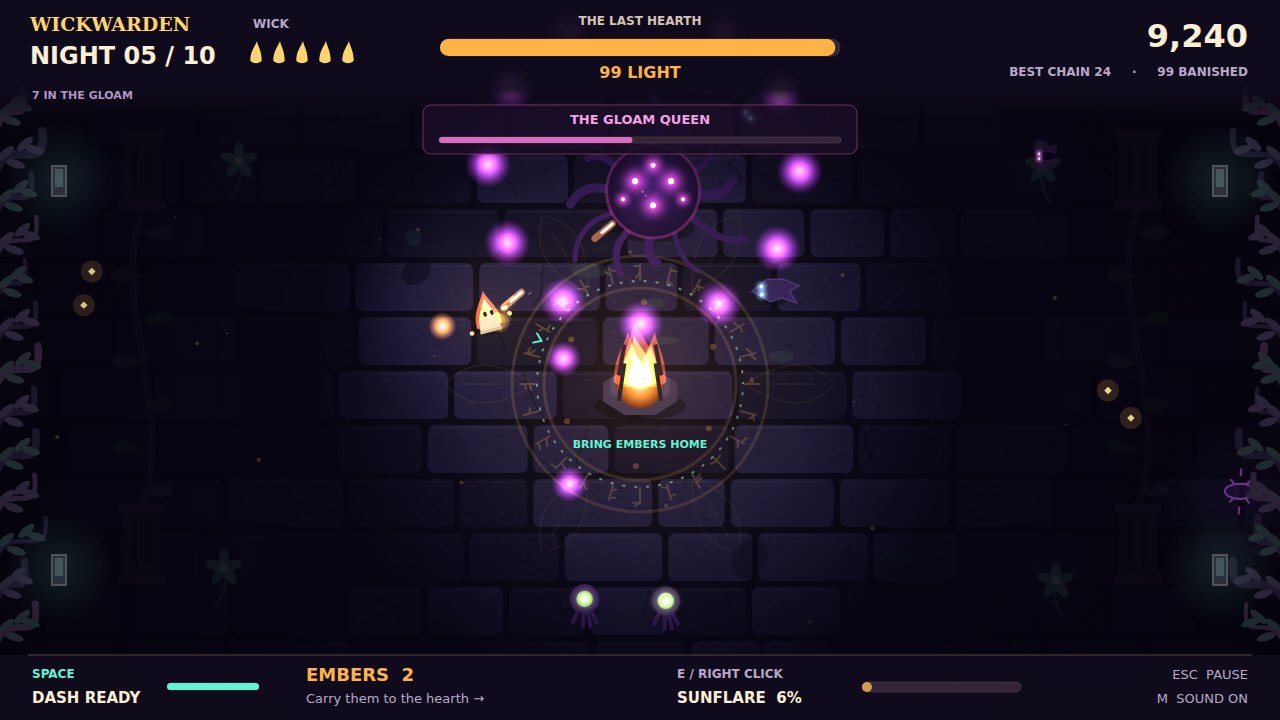 WICKWARDEN
NIGHT 05 / 10
WICK
7 IN THE GLOAM
THE LAST HEARTH
99 LIGHT
9,240
BEST CHAIN 24 · 99 BANISHED
THE GLOAM QUEEN
BRING EMBERS HOME
SPACE
DASH READY
EMBERS 2
Carry them to the hearth →
E / RIGHT CLICK
SUNFLARE 6%
ESC PAUSE
M SOUND ON